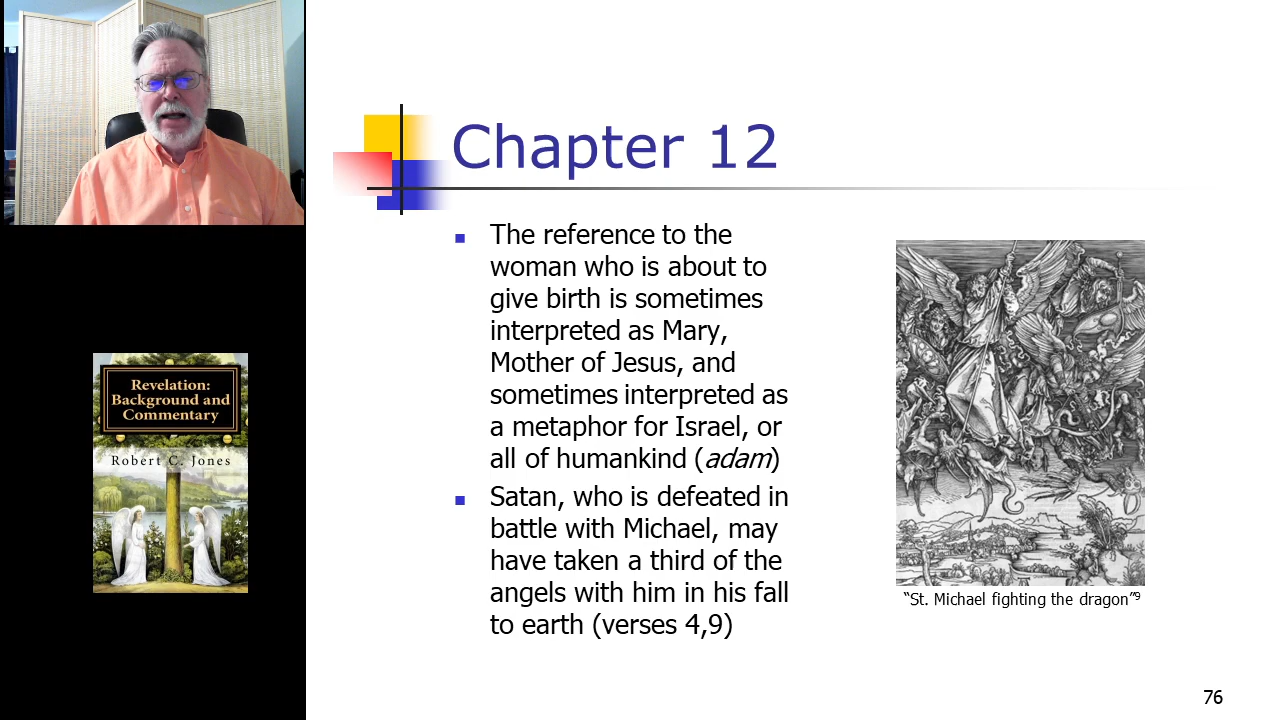 Chapter 12
The reference to the
woman who is about to
give birth is sometimes
interpreted as Mary,
Mother of Jesus, and
sometimes interpreted as
a metaphor for Israel, or
all of humankind (adam)
Satan, who is defeated in
battle with Michael, may
have taken a third of the
angels with him in his fall
to earth (verses 4,9)
"St. Michael fighting the dragon"9
76
Revelation:
Background and
Commentary
Robert C. Jones